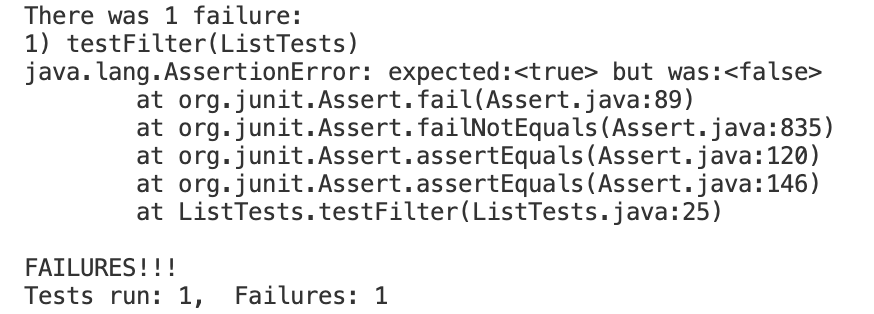 There was 1 failure:
1) testFilter(ListTests)
java.lang.AssertionError: expected:<true> but was:<false>
        at org.junit.Assert.fail(Assert.java:89)
        at org.junit.Assert.failNotEquals(Assert.java:835)
        at org.junit.Assert.assertEquals(Assert.java:120)
        at org.junit.Assert.assertEquals(Assert.java:146)
        at ListTests.testFilter(ListTests.java:25)

FAILURES!!!
Tests run: 1,  Failures: 1